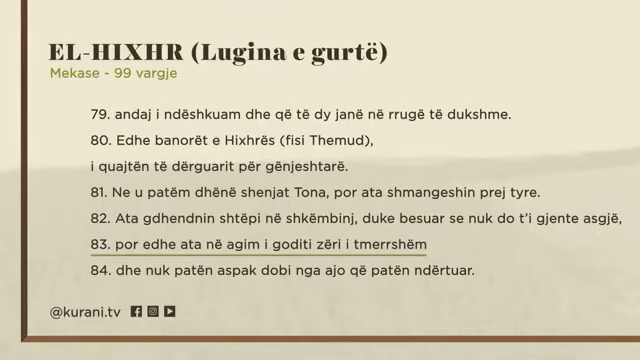 EL-HIXHR (Lugina e gurtë)
Mekase - 99 vargje
79. andaj i ndëshkuam dhe që të dy janë në rrugë të dukshme.
80. Edhe banorët e Hixhrës (fisi Themud),
i quajtën të dërguarit për gënjeshtarë.
81. Ne u patëm dhënë shenjat Tona, por ata shmangeshin prej tyre.
82. Ata gdhendnin shtëpi në shkëmbinj, duke besuar se nuk do t'i gjente asgjë,
83. por edhe ata në agim i goditi zëri i tmerrshëm
84. dhe nuk patën aspak dobi nga ajo që patën ndërtuar.
@kurani.tv